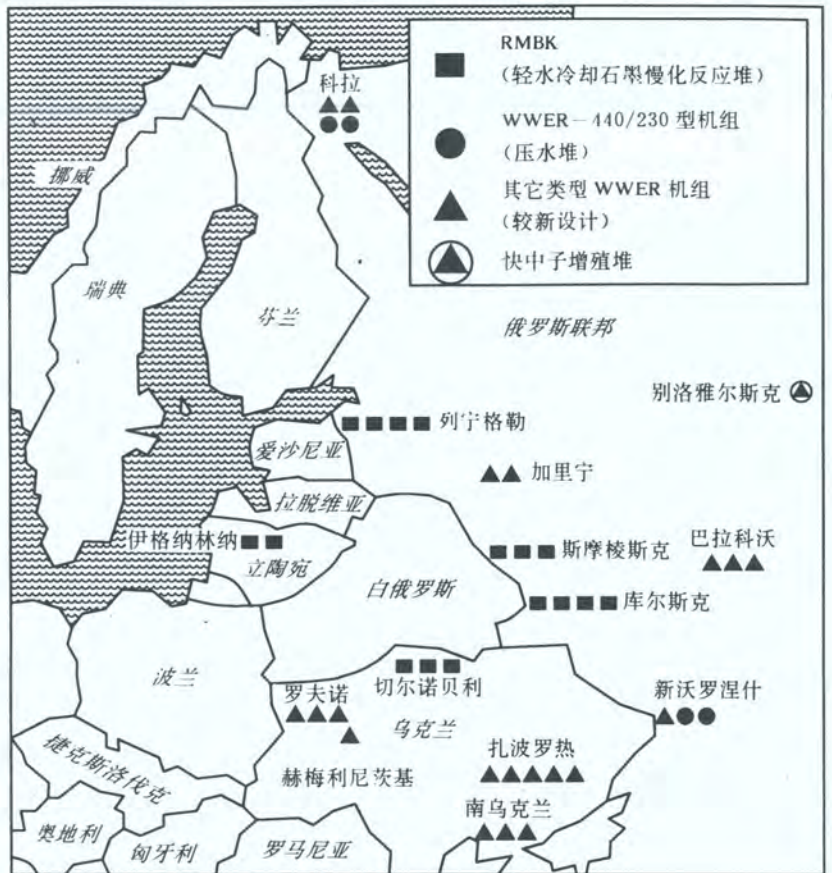 RMBK
(轻水冷却石墨慢化反应堆)
WWER－440/230 型机组
(压水堆)
其它类型 WWER 机组
(较新设计)
快中子增殖堆
科拉
挪威
瑞典
芬兰
俄罗斯联邦
别洛雅尔斯克
列宁格勒
爱沙尼亚
加里宁
拉脱维亚
伊格纳林纳
立陶宛
斯摩棱斯克
巴拉科沃
白俄罗斯
库尔斯克
波兰
切尔诺贝利
罗夫诺
新沃罗涅什
乌克兰
捷克斯洛伐克
扎波罗热
赫梅利尼茨基
南乌克兰
奥地利
匈牙利
罗马尼亚